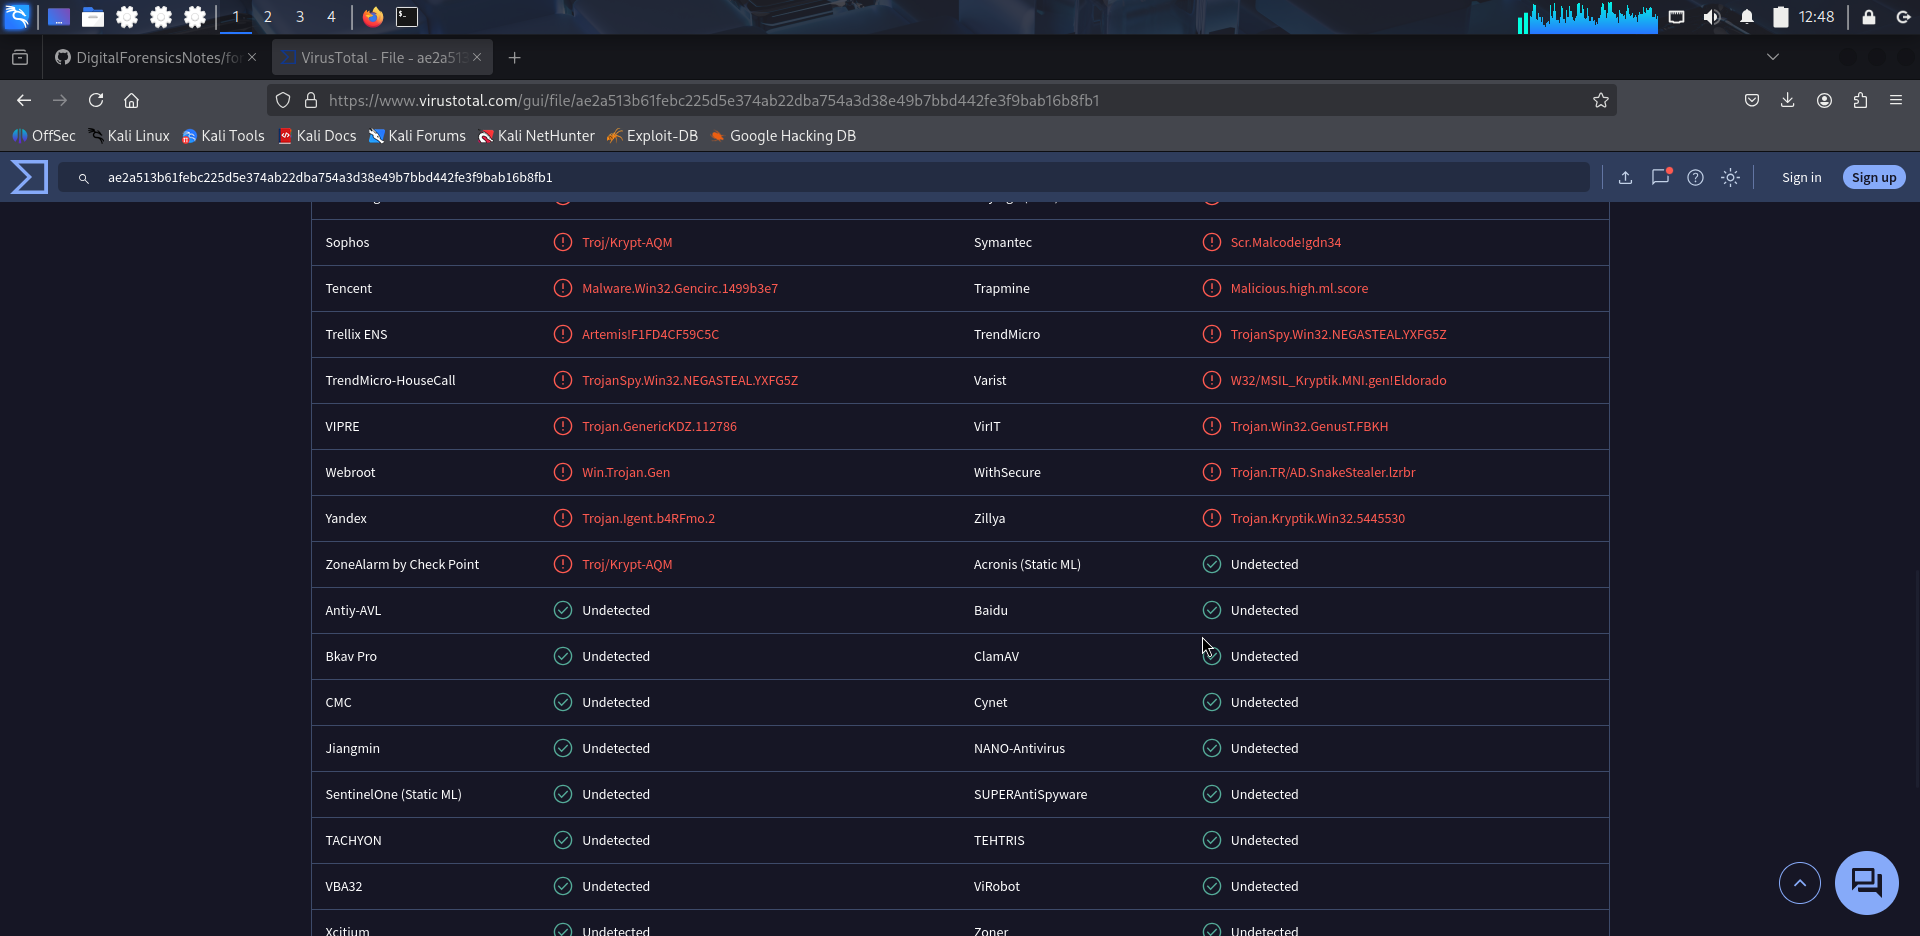 1 2 3 4 12:48
DigitalForensicsNotes/for
VirusTotal - File - ae2a513
https://www.virustotal.com/gui/file/ae2a513b61febc225d5e374ab22dba754a3d38e49b7bbd442fe3f9bab16b8fb1
OffSec Kali Linux Kali Tools Kali Docs Kali Forums Kali NetHunter Exploit-DB Google Hacking DB
ae2a513b61febc225d5e374ab22dba754a3d38e49b7bbd442fe3f9bab16b8fb1 Sign in Sign up
Sophos Troj/Krypt-AQM Symantec Scr.Malcode!gdn34
Tencent Malware.Win32.Gencirc.1499b3e7 Trapmine Malicious.high.ml.score
Trellix ENS Artemis!F1FD4CF59C5C TrendMicro TrojanSpy.Win32.NEGASTEAL.YXFG5Z
TrendMicro-HouseCall TrojanSpy.Win32.NEGASTEAL.YXFG5Z Varist W32/MSIL_Kryptik.MNI.gen!Eldorado
VIPRE Trojan.GenericKDZ.112786 VirIT Trojan.Win32.GenusT.FBKH
Webroot Win.Trojan.Gen WithSecure Trojan.TR/AD.SnakeStealer.lzrbr
Yandex Trojan.Igent.b4RFmo.2 Zillya Trojan.Kryptik.Win32.5445530
ZoneAlarm by Check Point Troj/Krypt-AQM Acronis (Static ML) Undetected
Antiy-AVL Undetected Baidu Undetected
Bkav Pro Undetected ClamAV Undetected
CMC Undetected Cynet Undetected
Jiangmin Undetected NANO-Antivirus Undetected
SentinelOne (Static ML) Undetected SUPERAntiSpyware Undetected
TACHYON Undetected TEHTRIS Undetected
VBA32 Undetected ViRobot Undetected
Xcitium Undetected Zoner Undetected